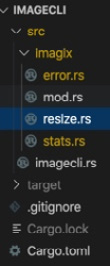 IMAGECLI
src
imagix
error.rs
mod.rs
resize.rs
stats.rs
imagecli.rs
target
.gitignore
Cargo.lock
Cargo.toml